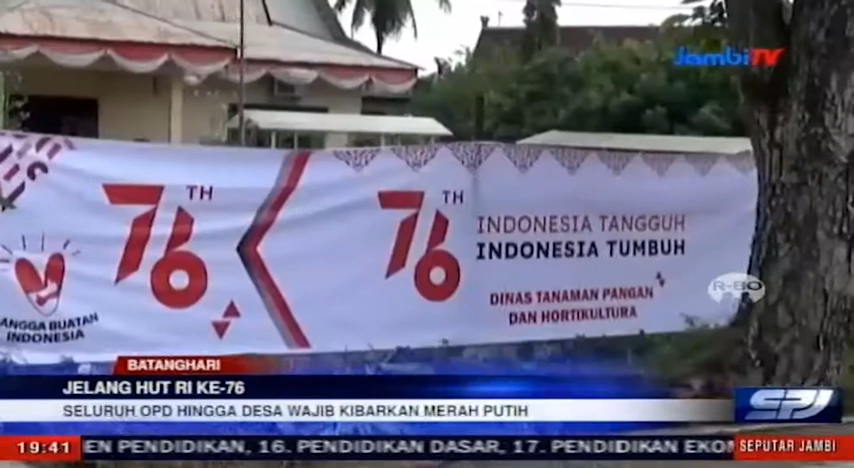 JambiTV
76 TH
76 TH
INDONESIA TANGGUH
INDONESIA TUMBUH
DINAS TANAMAN PANGAN
DAN HORTIKULTURA
ANGGA BUATAN
INDONESIA
R-BO
BATANGHARI
JELANG HUT RI KE-76
SELURUH OPD HINGGA DESA WAJIB KIBARKAN MERAH PUTIH
SPJ
19:41
EN PENDIDIKAN, 16. PENDIDIKAN DASAR, 17. PENDIDIKAN EKON
SEPUTAR JAMBI